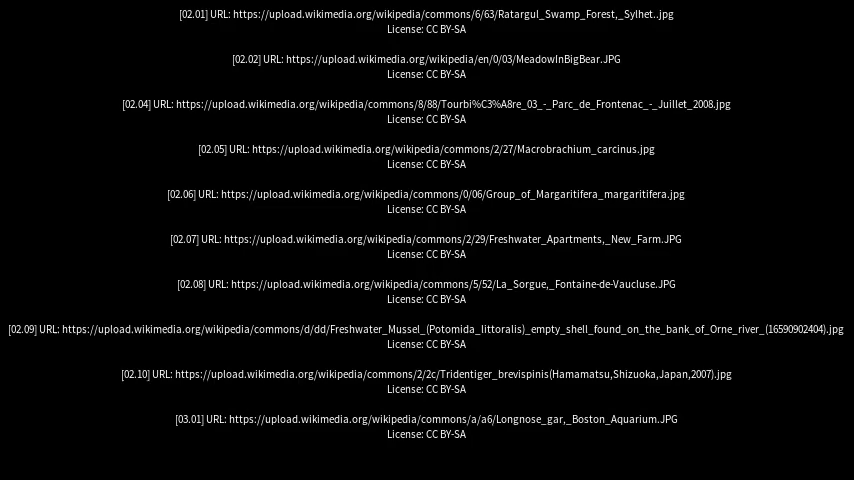 [02.01] URL: https://upload.wikimedia.org/wikipedia/commons/6/63/Ratargul_Swamp_Forest,_Sylhet..jpg
License: CC BY-SA
[02.02] URL: https://upload.wikimedia.org/wikipedia/en/0/03/MeadowInBigBear.JPG
License: CC BY-SA
[02.04] URL: https://upload.wikimedia.org/wikipedia/commons/8/88/Tourbi%C3%A8re_03_-_Parc_de_Frontenac_-_Juillet_2008.jpg
License: CC BY-SA
[02.05] URL: https://upload.wikimedia.org/wikipedia/commons/2/27/Macrobrachium_carcinus.jpg
License: CC BY-SA
[02.06] URL: https://upload.wikimedia.org/wikipedia/commons/0/06/Group_of_Margaritifera_margaritifera.jpg
License: CC BY-SA
[02.07] URL: https://upload.wikimedia.org/wikipedia/commons/2/29/Freshwater_Apartments,_New_Farm.JPG
License: CC BY-SA
[02.08] URL: https://upload.wikimedia.org/wikipedia/commons/5/52/La_Sorgue,_Fontaine-de-Vaucluse.JPG
License: CC BY-SA
[02.09] URL: https://upload.wikimedia.org/wikipedia/commons/d/dd/Freshwater_Mussel_(Potomida_littoralis)_empty_shell_found_on_the_bank_of_Orne_river_(16590902404).jpg
License: CC BY-SA
[02.10] URL: https://upload.wikimedia.org/wikipedia/commons/2/2c/Tridentiger_brevispinis(Hamamatsu,Shizuoka,Japan,2007).jpg
License: CC BY-SA
[03.01] URL: https://upload.wikimedia.org/wikipedia/commons/a/a6/Longnose_gar,_Boston_Aquarium.JPG
License: CC BY-SA